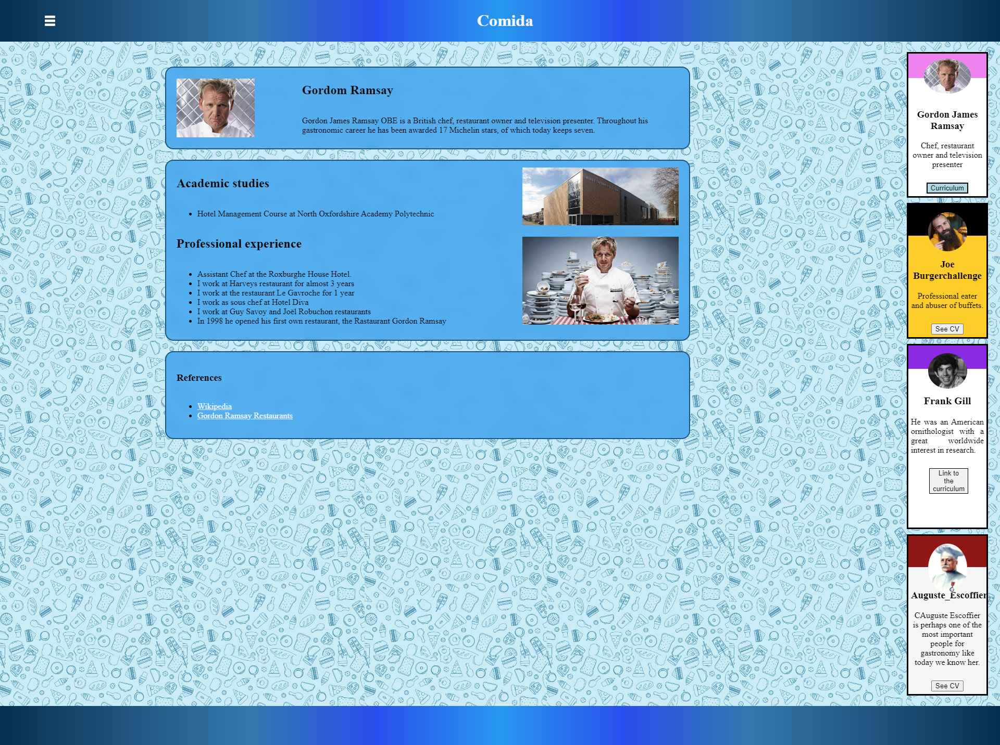 Comida
Gordom Ramsay
Gordon James Ramsay OBE is a British chef, restaurant owner and television presenter. Throughout his
gastronomic career he has been awarded 17 Michelin stars, of which today keeps seven.
Academic studies
Hotel Management Course at North Oxfordshire Academy Polytechnic
Professional experience
Assistant Chef at the Roxburghe House Hotel.
I work at Harveys restaurant for almost 3 years
I work at the restaurant Le Gavroche for 1 year
I work as sous chef at Hotel Diva
I work at Guy Savoy and Joël Robuchon restaurants
In 1998 he opened his first own restaurant, the Rastaurant Gordon Ramsay
References
Wikipedia
Gordon Ramsay Restaurants
Gordon James
Ramsay
Chef, restaurant
owner and television
presenter
Curriculum
Joe
Burgerchallenge
Professional eater
and abuser of buffets.
See CV
Frank Gill
He was an American
ornithologist with a
great worldwide
interest in research.
Link to
the
curriculum
Auguste_Escoffier
CAuguste Escoffier
is perhaps one of the
most important
people for
gastronomy like
today we know her.
See CV